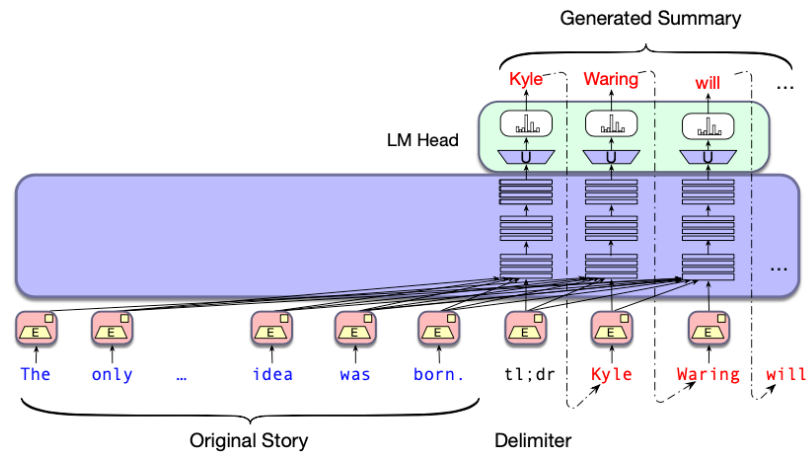 Generated Summary
Kyle Waring will ...
LM Head
U U U
...
E E E E E E E E
The only … idea was born. tl;dr Kyle Waring will
Original Story Delimiter